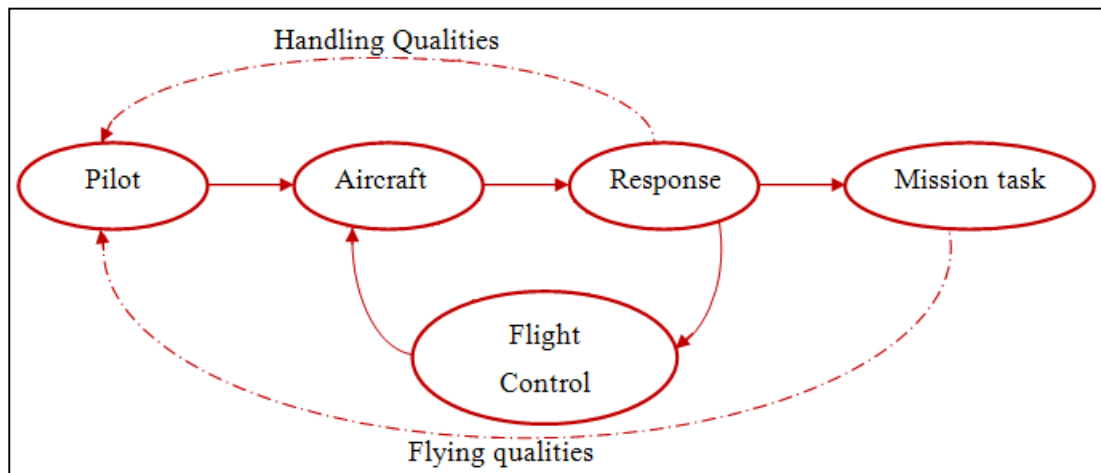 Handling Qualities
Pilot
Aircraft
Response
Mission task
Flight
Control
Flying qualities